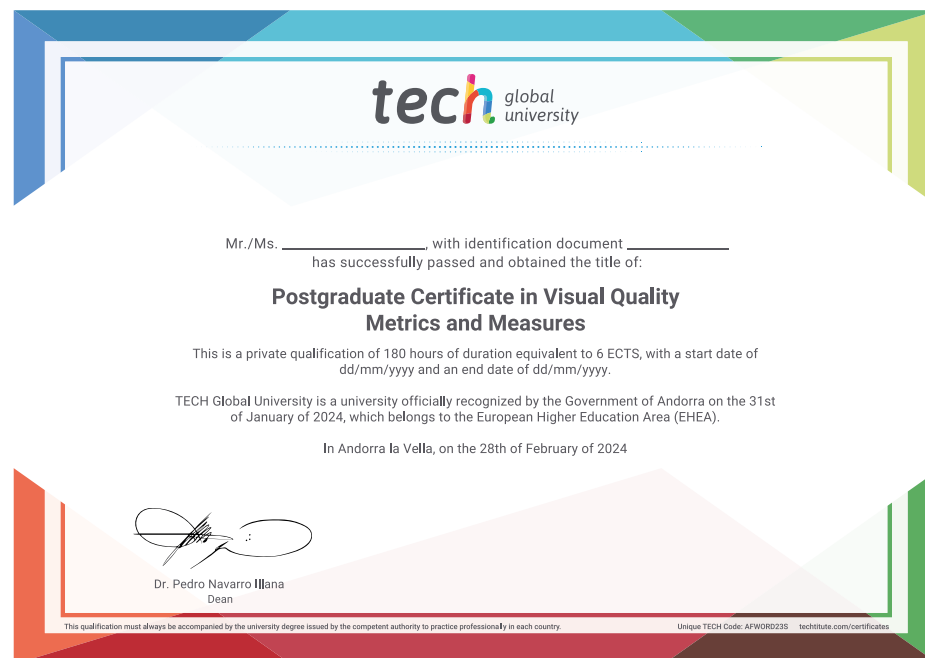 tech global
university
Mr./Ms. ______________, with identification document __________
has successfully passed and obtained the title of:
Postgraduate Certificate in Visual Quality
Metrics and Measures
This is a private qualification of 180 hours of duration equivalent to 6 ECTS, with a start date of
dd/mm/yyyy and an end date of dd/mm/yyyy.
TECH Global University is a university officially recognized by the Government of Andorra on the 31st
of January of 2024, which belongs to the European Higher Education Area (EHEA).
In Andorra la Vella, on the 28th of February of 2024
Dr. Pedro Navarro Illana
Dean
This qualification must always be accompanied by the university degree issued by the competent authority to practice professionally in each country. Unique TECH Code: AFWORD23S techtitute.com/certificates